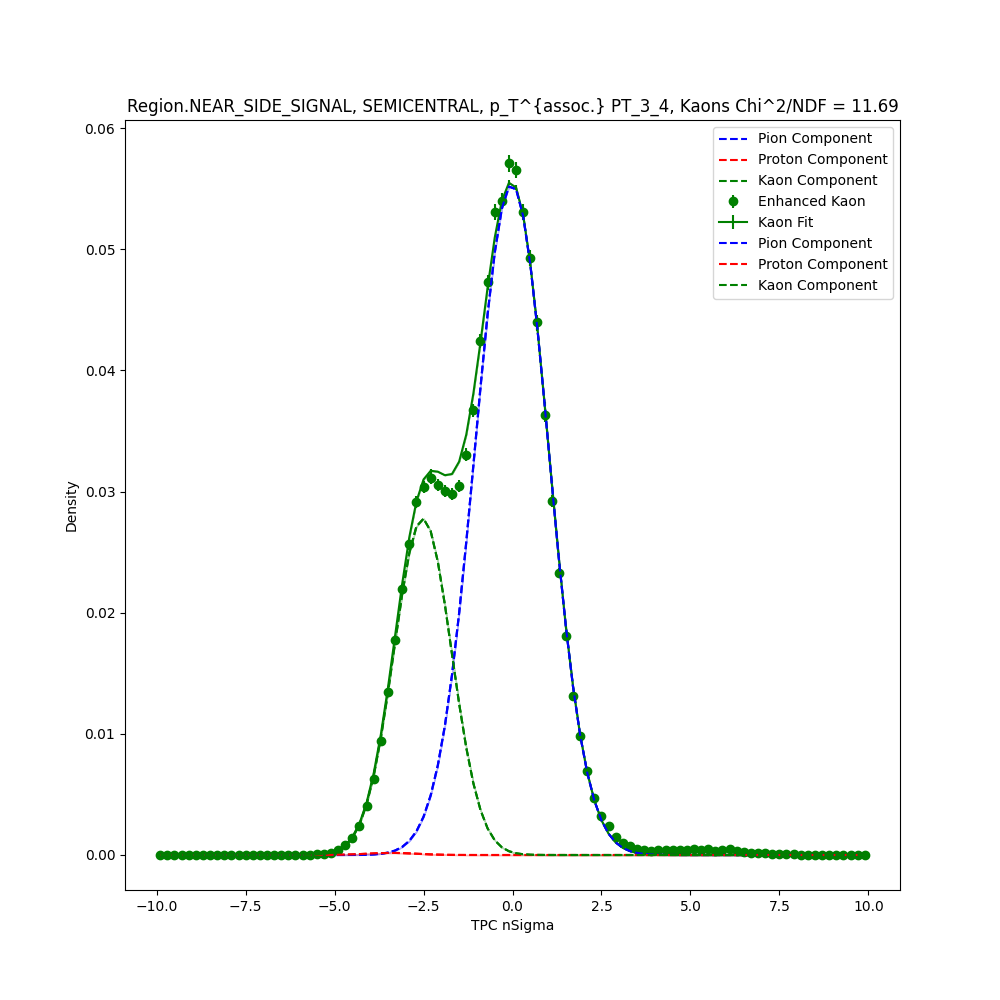 Region.NEAR_SIDE_SIGNAL, SEMICENTRAL, p_T^{assoc.} PT_3_4, Kaons Chi^2/NDF = 11.69
Pion Component
Proton Component
Kaon Component
Enhanced Kaon
Kaon Fit
Pion Component
Proton Component
Kaon Component
0.06
0.05
0.04
0.03
0.02
0.01
0.00
Density
−10.0 −7.5 −5.0 −2.5 0.0 2.5 5.0 7.5 10.0
TPC nSigma